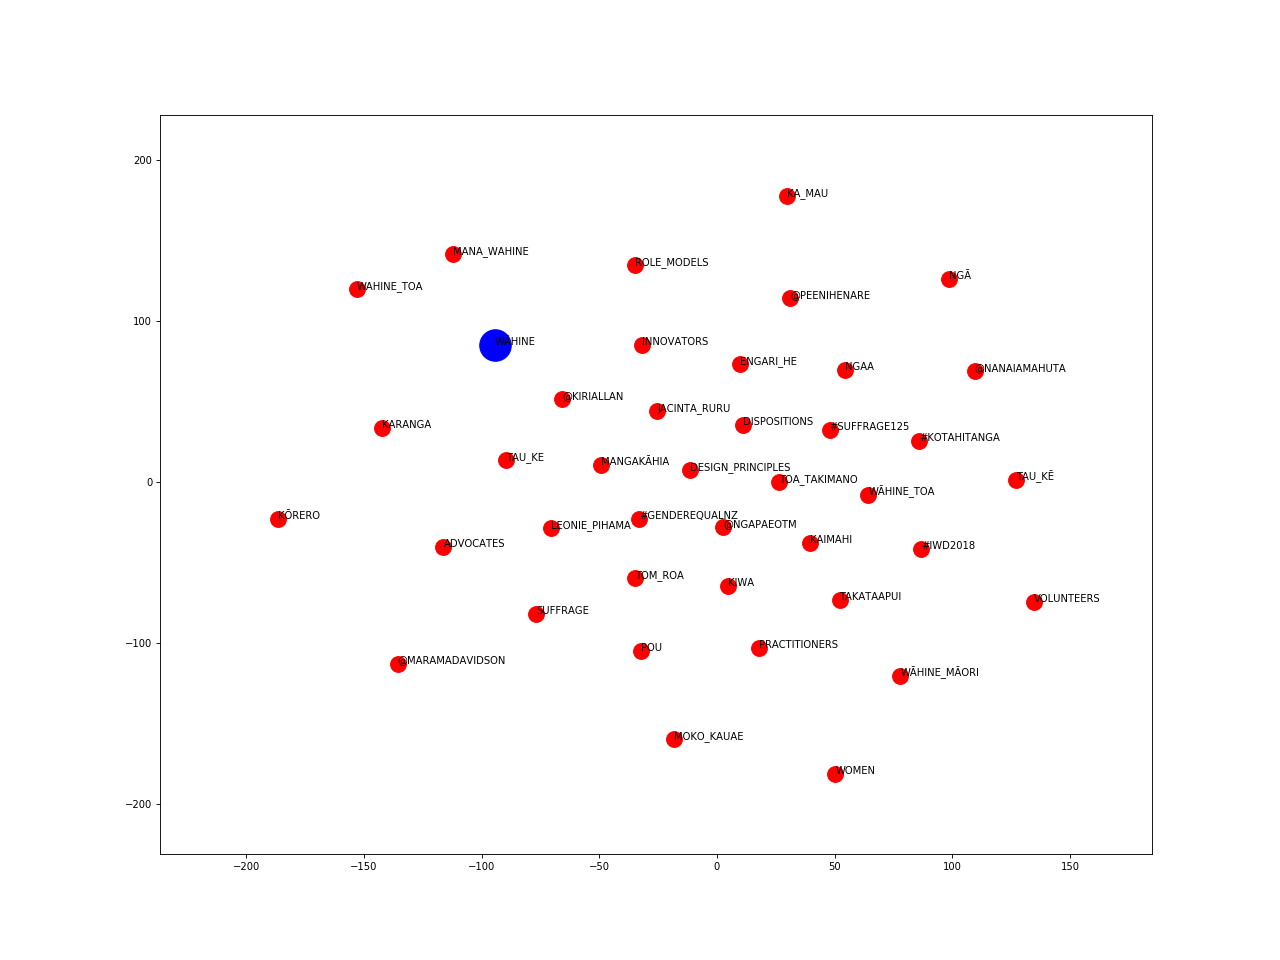 KA_MAU
MANA_WAHINE
ROLE_MODELS
NGĀ
WAHINE_TOA
@PEENIHENARE
WĀHINE
INNOVATORS
ENGARI_HE
NGAA
@NANAIAMAHUTA
@KIRIALLAN
JACINTA_RURU
KARANGA
DISPOSITIONS
#SUFFRAGE125
#KOTAHITANGA
TAU_KE
MANGAKĀHIA
DESIGN_PRINCIPLES
TOA_TAKIMANO
WĀHINE_TOA
TAU_KĒ
KŌRERO
LEONIE_PIHAMA
#GENDEREQUALNZ
@NGAPAEOTM
ADVOCATES
KAIMAHI
#IWD2018
TOM_ROA
KIWA
TAKATAAPUI
VOLUNTEERS
SUFFRAGE
POU
PRACTITIONERS
@MARAMADAVIDSON
WĀHINE_MĀORI
MOKO_KAUAE
WOMEN
200
100
0
−100
−200
−200 −150 −100 −50 0 50 100 150